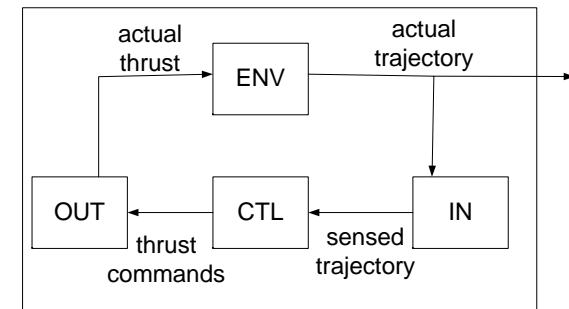 actual
thrust
ENV
actual
trajectory
OUT
CTL
IN
thrust
commands
sensed
trajectory